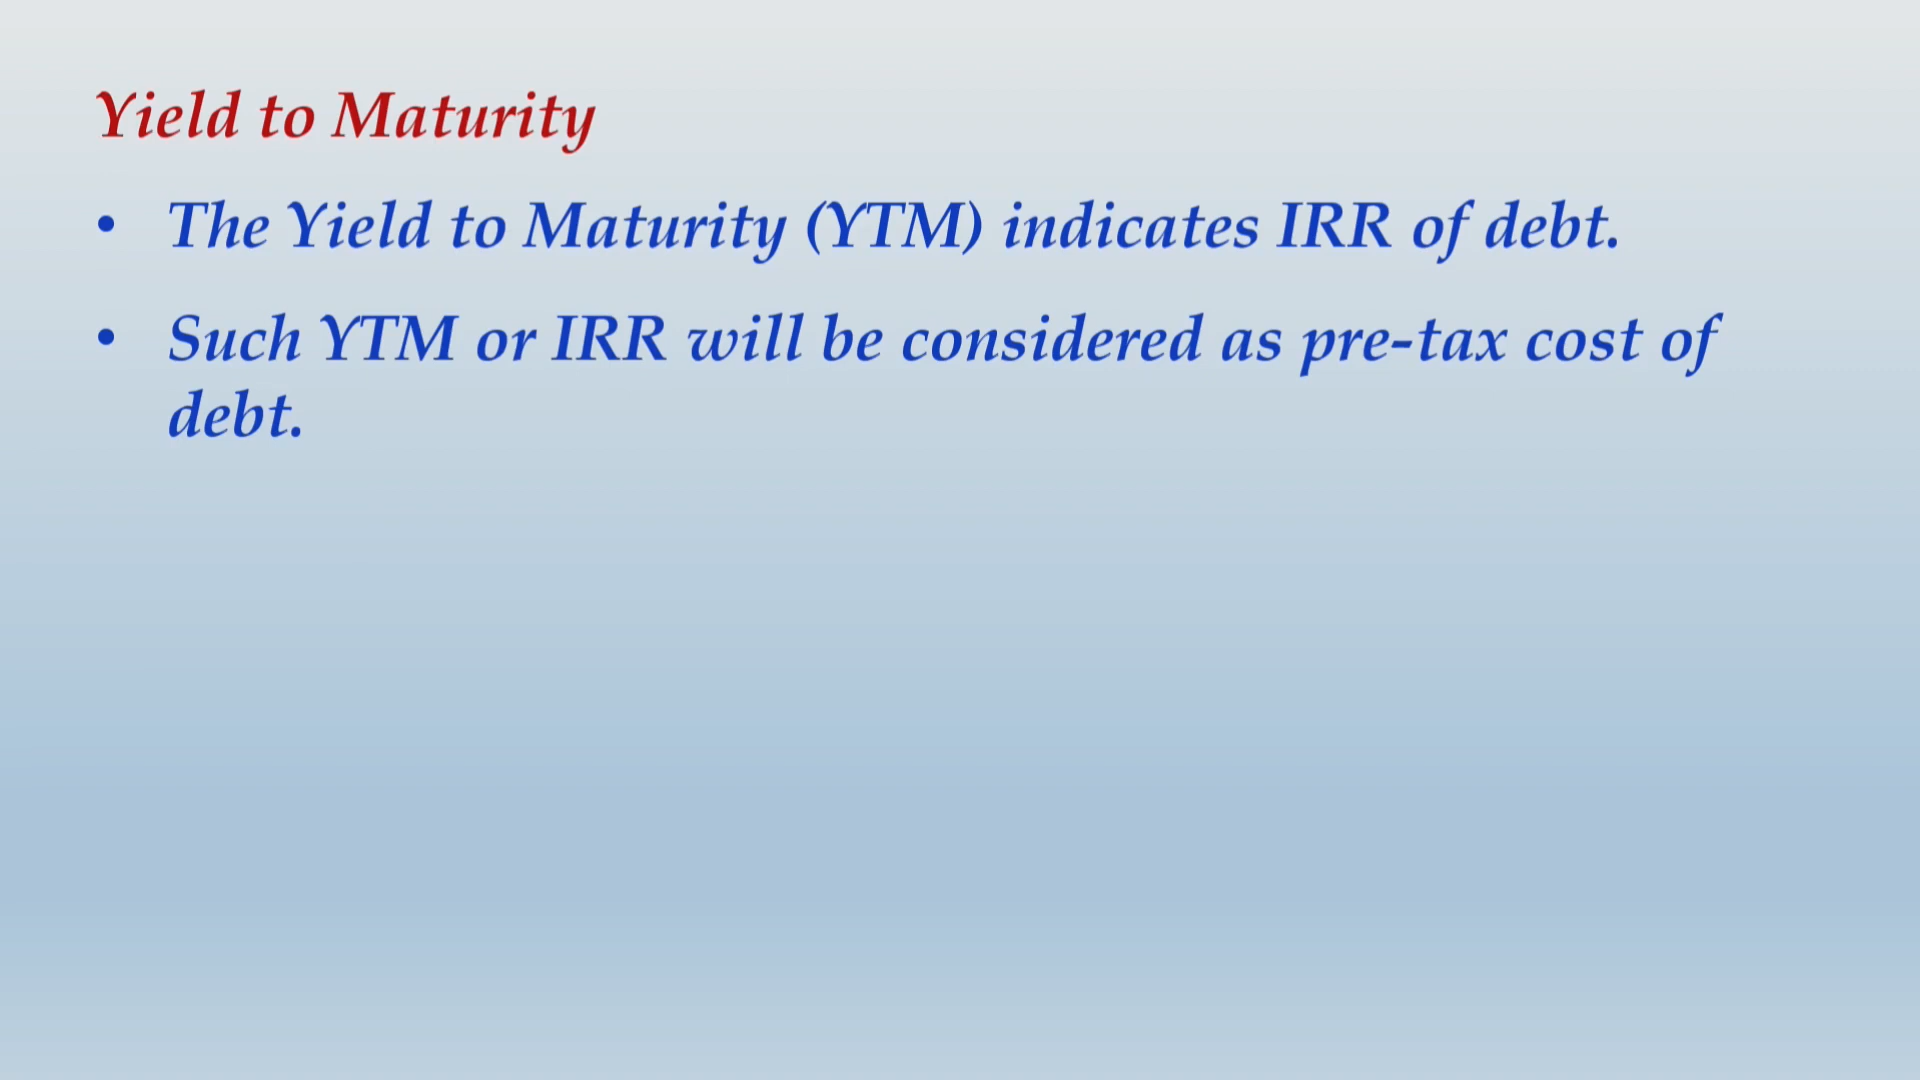 Yield to Maturity
• The Yield to Maturity (YTM) indicates IRR of debt.
• Such YTM or IRR will be considered as pre-tax cost of
debt.